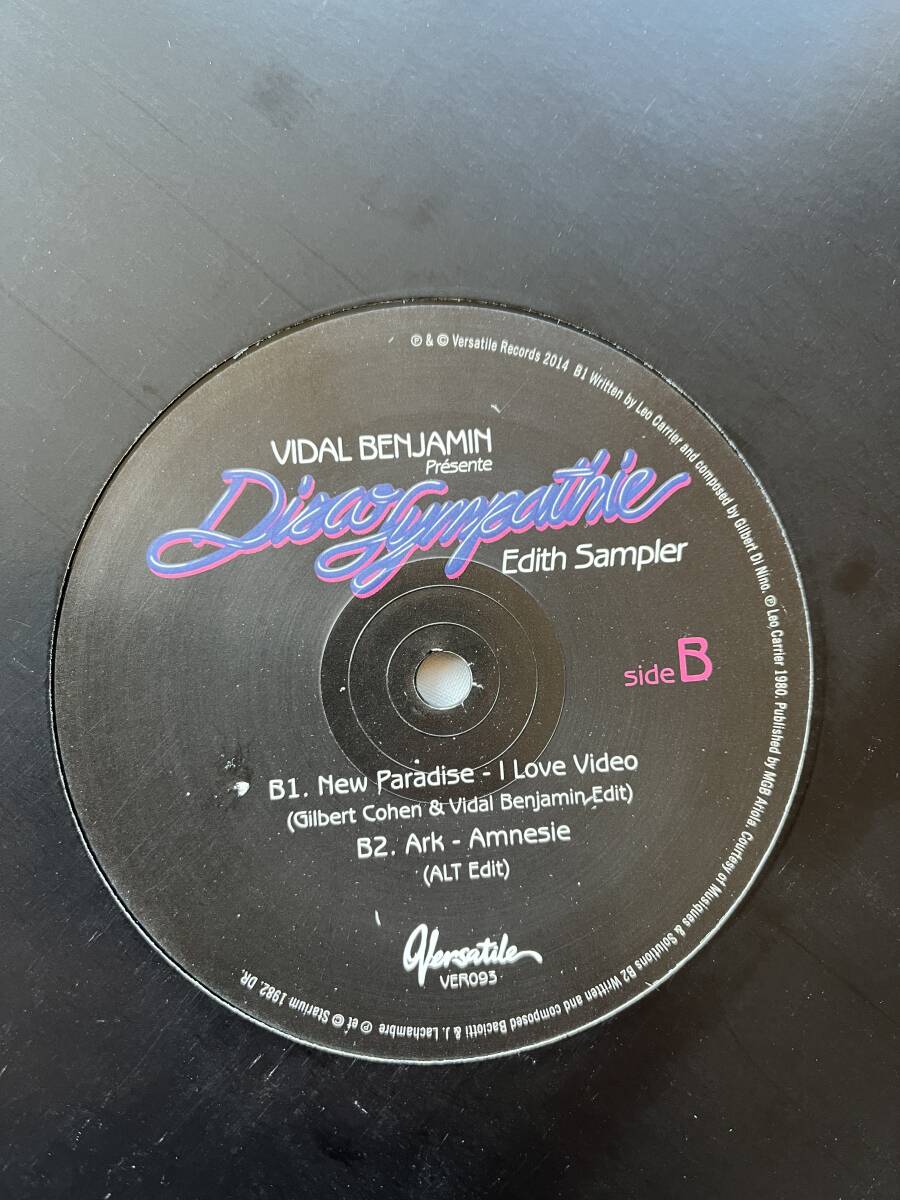 ℗ & © Versatile Records 2014 B1 Written by Leo Carrier and composed by Gilbert Di Nino. ℗ Leo Carrier 1980. Published by MGB Ariola. Courtesy of Musiques & Solutions B2 Written and composed Baciotti & J. Lachambre ℗ et © Starium 1982. DR.
VIDAL BENJAMIN
Présente
Disco Sympathie
Edith Sampler
side B
B1. New Paradise - I Love Video
(Gilbert Cohen & Vidal Benjamin Edit)
B2. Ark - Amnesie
(ALT Edit)
Versatile
VER093